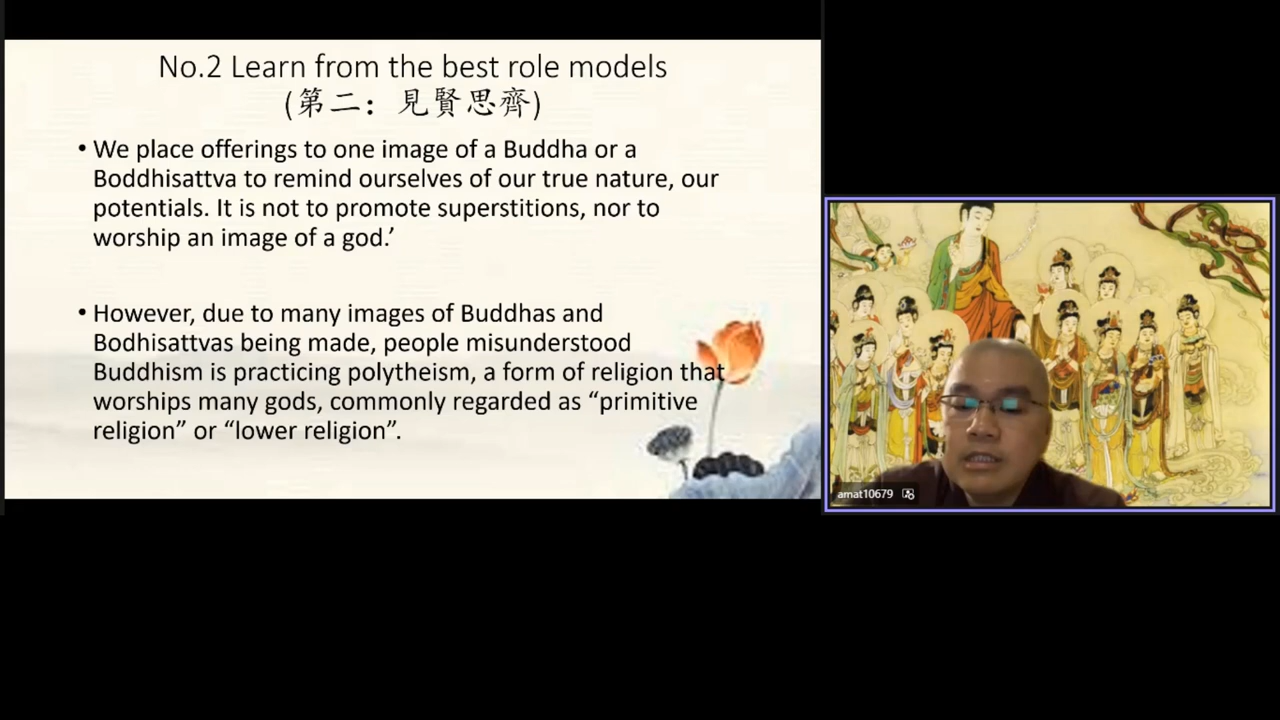 No.2 Learn from the best role models
(第二：見賢思齊)
• We place offerings to one image of a Buddha or a
Boddhisattva to remind ourselves of our true nature, our
potentials. It is not to promote superstitions, nor to
worship an image of a god.’
• However, due to many images of Buddhas and
Bodhisattvas being made, people misunderstood
Buddhism is practicing polytheism, a form of religion that
worships many gods, commonly regarded as “primitive
religion” or “lower religion”.
amat10679